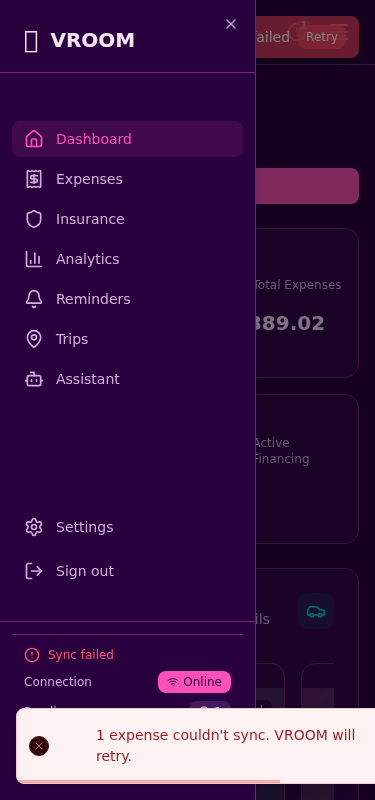 VROOM
Dashboard
Expenses
Insurance
Analytics
Reminders
Trips
Assistant
Settings
Sign out
Sync failed
Connection
Online
Retry
Total Expenses
389.02
Active
Financing
1 expense couldn't sync. VROOM will
retry.